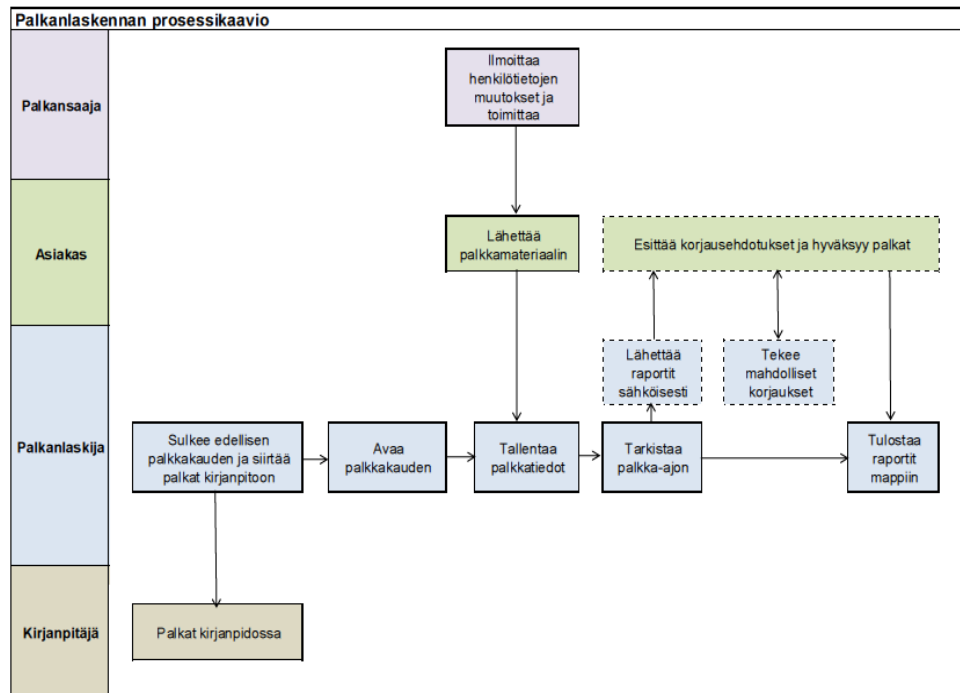 Palkanlaskennan prosessikaavio
Palkansaaja
Ilmoittaa
henkilötietojen
muutokset ja
toimittaa
Asiakas
Lähettää
palkkamateriaalin
Esittää korjausehdotukset ja hyväksyy palkat
Lähettää
raportit
sähköisesti
Tekee
mahdolliset
korjaukset
Palkanlaskija
Sulkee edellisen
palkkakauden ja siirtää
palkat kirjanpitoon
Avaa
palkkakauden
Tallentaa
palkkatiedot
Tarkistaa
palkka-ajon
Tulostaa
raportit
mappiin
Kirjanpitäjä
Palkat kirjanpidossa